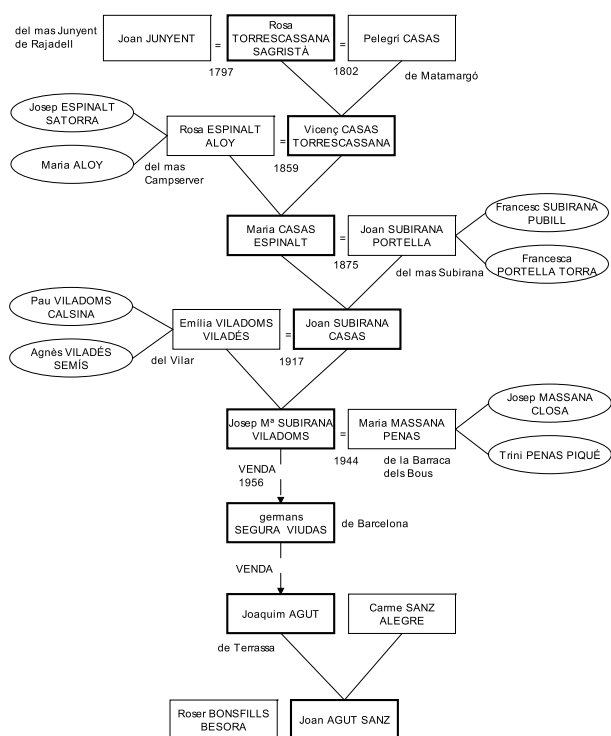 del mas Junyent
de Rajadell
Joan JUNYENT
=
1797
Rosa
TORRESCASSANA
SAGRISTÀ
=
1802
Pelegrí CASAS
de Matamargó
Josep ESPINALT
SATORRA
Maria ALOY
Rosa ESPINALT
ALOY
del mas
Campserver
=
1859
Vicenç CASAS
TORRESCASSANA
Maria CASAS
ESPINALT
=
1875
Joan SUBIRANA
PORTELLA
del mas Subirana
Francesc SUBIRANA
PUBILL
Francesca
PORTELLA TORRA
Pau VILADOMS
CALSINA
Agnès VILADÉS
SEMÍS
Emília VILADOMS
VILADÉS
del Vilar
=
1917
Joan SUBIRANA
CASAS
Josep Mª SUBIRANA
VILADOMS
=
1944
Maria MASSANA
PENAS
de la Barraca
dels Bous
Josep MASSANA
CLOSA
Trini PENAS PIQUÉ
VENDA
1956
germans
SEGURA VIUDAS
de Barcelona
VENDA
Joaquim AGUT
de Terrassa
Carme SANZ
ALEGRE
Roser BONSFILLS
BESORA
Joan AGUT SANZ